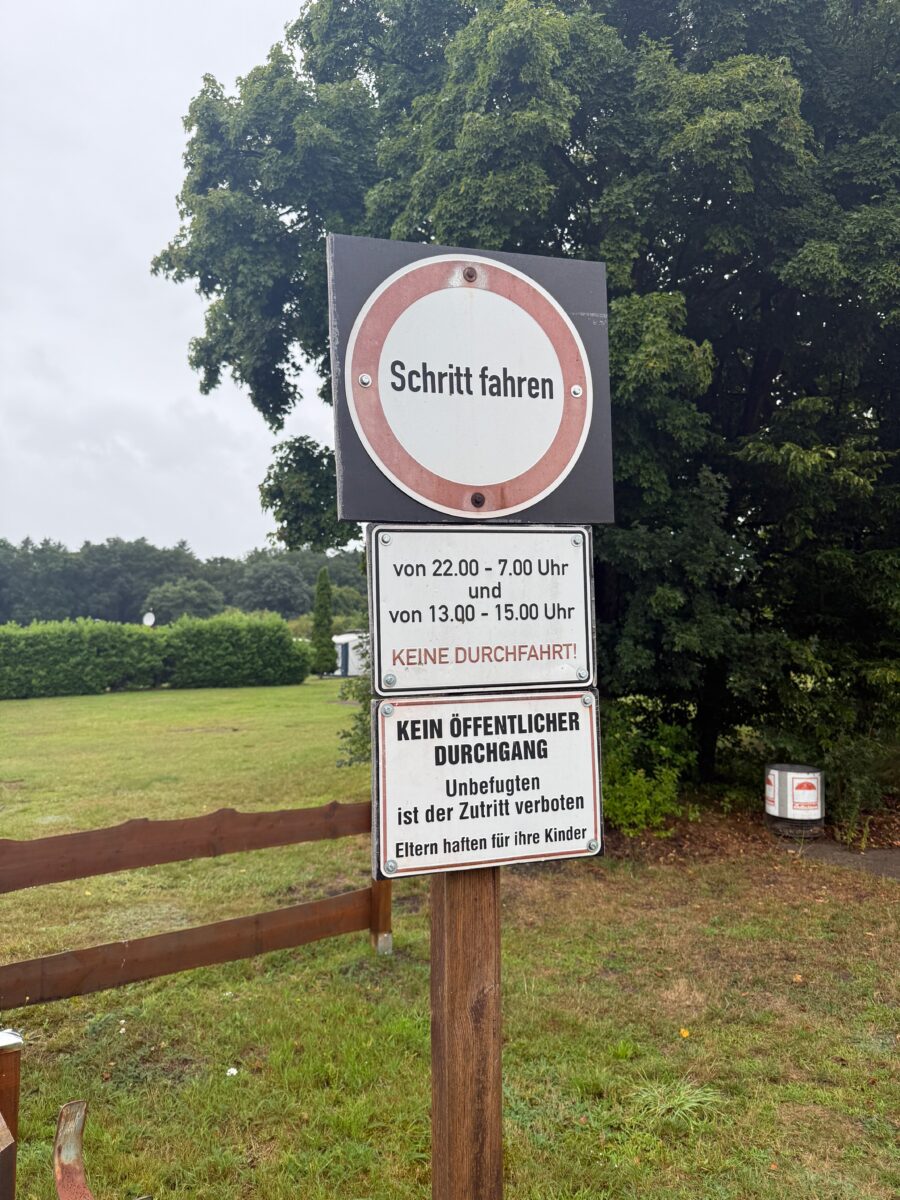 Schritt fahren
von 22.00 - 7.00 Uhr
und
von 13.00 - 15.00 Uhr
KEINE DURCHFAHRT!
KEIN ÖFFENTLICHER
DURCHGANG
Unbefugten
ist der Zutritt verboten
Eltern haften für ihre Kinder